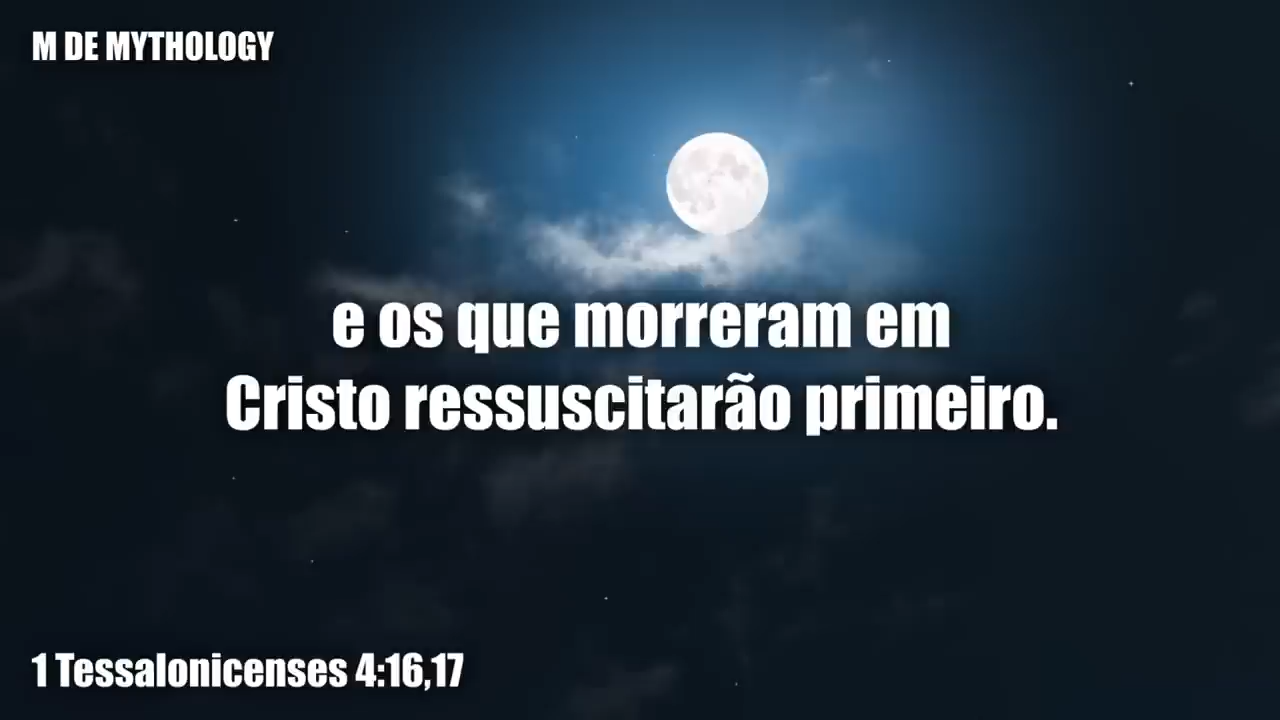 M DE MYTHOLOGY
e os que morreram em
Cristo ressuscitarão primeiro.
1 Tessalonicenses 4:16,17